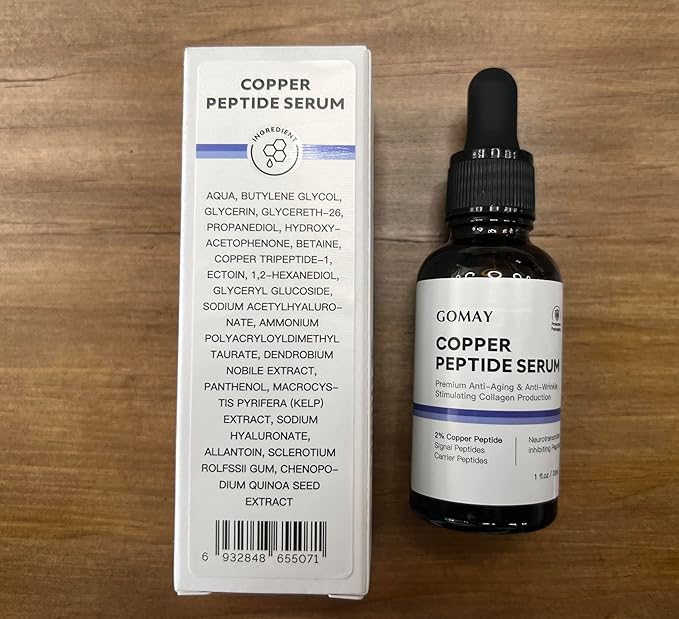 COPPER
PEPTIDE SERUM
INGREDIENT
AQUA, BUTYLENE GLYCOL,
GLYCERIN, GLYCERETH-26,
PROPANEDIOL, HYDROXY-
ACETOPHENONE, BETAINE,
COPPER TRIPEPTIDE-1,
ECTOIN, 1,2-HEXANEDIOL,
GLYCERYL GLUCOSIDE,
SODIUM ACETYLHYALURO-
NATE, AMMONIUM
POLYACRYLOYLDIMETHYL
TAURATE, DENDROBIUM
NOBILE EXTRACT,
PANTHENOL, MACROCYS-
TIS PYRIFERA (KELP)
EXTRACT, SODIUM
HYALURONATE,
ALLANTOIN, SCLEROTIUM
ROLFSSII GUM, CHENOPO-
DIUM QUINOA SEED
EXTRACT
6 932848 655071
GOMAY
COPPER
PEPTIDE SERUM
Premium Anti-Aging & Anti-Wrinkle
Stimulating Collagen Production
2% Copper Peptide
Signal Peptides
Carrier Peptides
inhibiting
1 fl.oz /